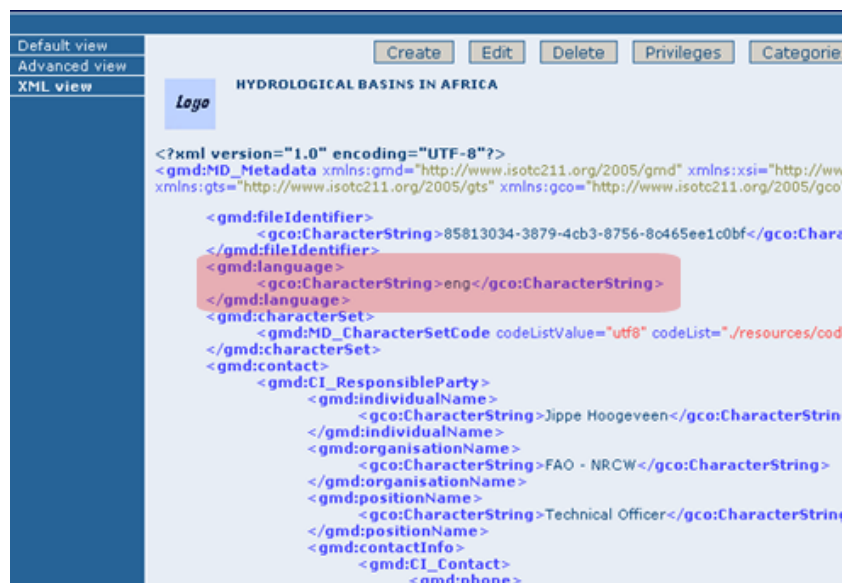 Default view
Advanced view
XML view
Create Edit Delete Privileges Categorie
Logo
HYDROLOGICAL BASINS IN AFRICA
<?xml version="1.0" encoding="UTF-8"?>
<gmd:MD_Metadata xmlns:gmd="http://www.isotc211.org/2005/gmd" xmlns:xsi="http://ww
xmlns:gts="http://www.isotc211.org/2005/gts" xmlns:gco="http://www.isotc211.org/2005/gco
<gmd:fileIdentifier>
<gco:CharacterString>85813034-3879-4cb3-8756-8c465ee1c0bf</gco:Chara
</gmd:fileIdentifier>
<gmd:language>
<gco:CharacterString>eng</gco:CharacterString>
</gmd:language>
<gmd:characterSet>
<gmd:MD_CharacterSetCode codeListValue="utf8" codeList="./resources/cod
</gmd:characterSet>
<gmd:contact>
<gmd:CI_ResponsibleParty>
<gmd:individualName>
<gco:CharacterString>Jippe Hoogeveen</gco:CharacterStrin
</gmd:individualName>
<gmd:organisationName>
<gco:CharacterString>FAO - NRCW</gco:CharacterString>
</gmd:organisationName>
<gmd:positionName>
<gco:CharacterString>Technical Officer</gco:CharacterString
</gmd:positionName>
<gmd:contactInfo>
<gmd:CI_Contact>
<gmd:phone>